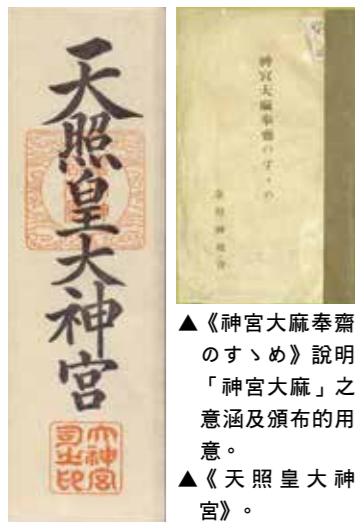 天照皇大神宮
大神宮
司之印
神宮大麻奉齋のすゝめ
▲《神宮大麻奉齋
のすゝめ》說明
「神宮大麻」之
意涵及頒布的用
意。
▲《天照皇大神
宮》。